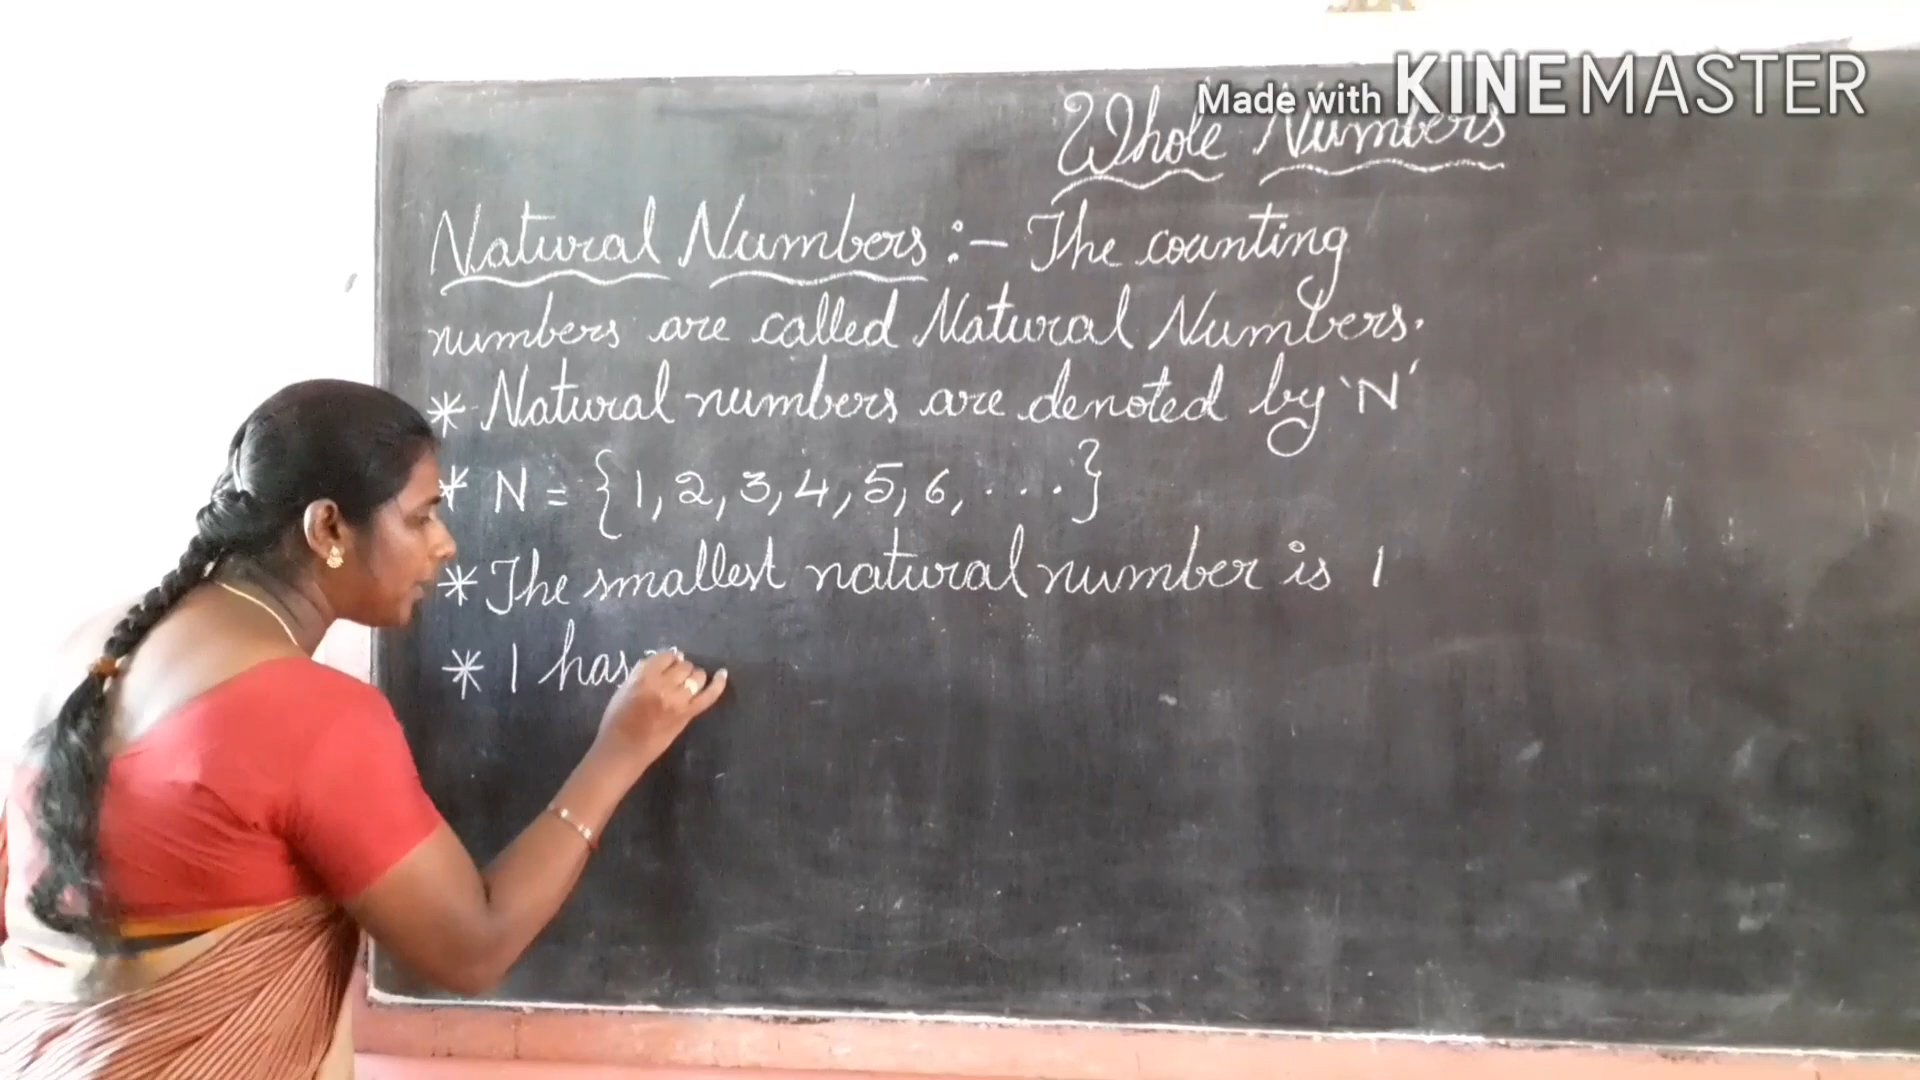 Made with KINEMASTER
Whole Numbers
Natural Numbers :- The counting
numbers are called Natural Numbers.
* Natural numbers are denoted by 'N'
* N = {1, 2, 3, 4, 5, 6, . . . }
* The smallest natural number is 1
* 1 has